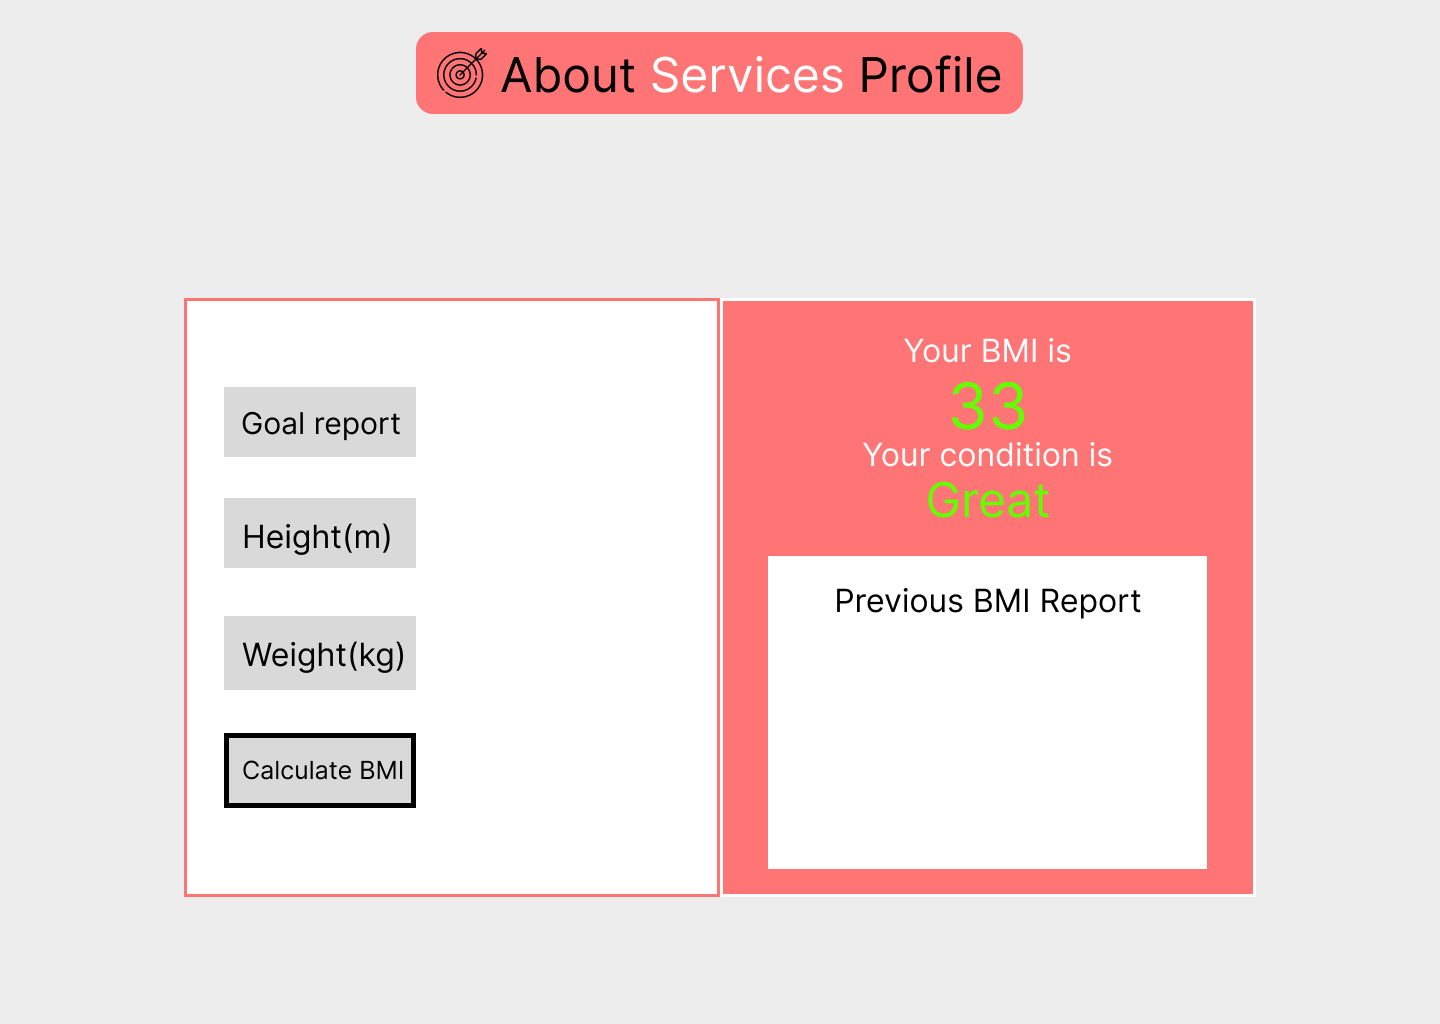 About Services Profile
Goal report
Height(m)
Weight(kg)
Calculate BMI
Your BMI is
33
Your condition is
Great
Previous BMI Report